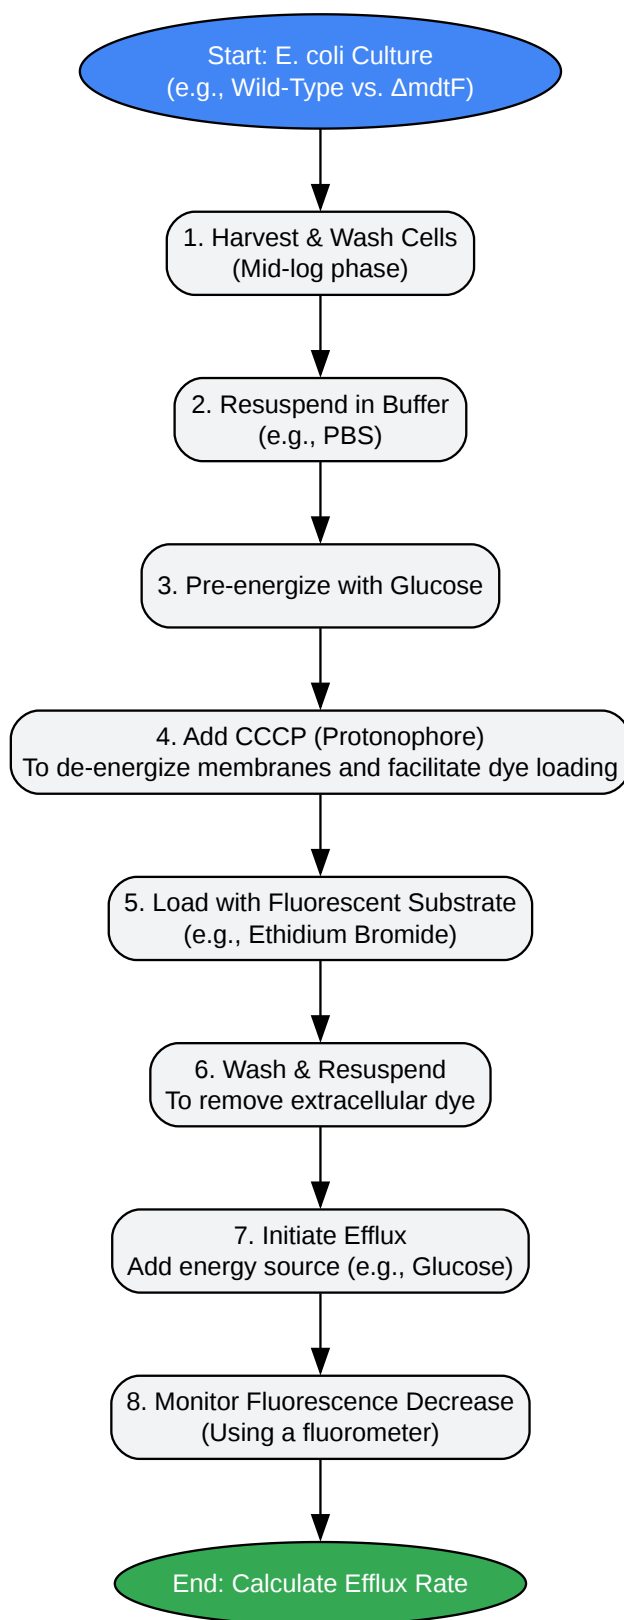 Start: E. coli Culture
(e.g., Wild-Type vs. ΔmdtF)
1. Harvest & Wash Cells
(Mid-log phase)
2. Resuspend in Buffer
(e.g., PBS)
3. Pre-energize with Glucose
4. Add CCCP (Protonophore)
To de-energize membranes and facilitate dye loading
5. Load with Fluorescent Substrate
(e.g., Ethidium Bromide)
6. Wash & Resuspend
To remove extracellular dye
7. Initiate Efflux
Add energy source (e.g., Glucose)
8. Monitor Fluorescence Decrease
(Using a fluorometer)
End: Calculate Efflux Rate